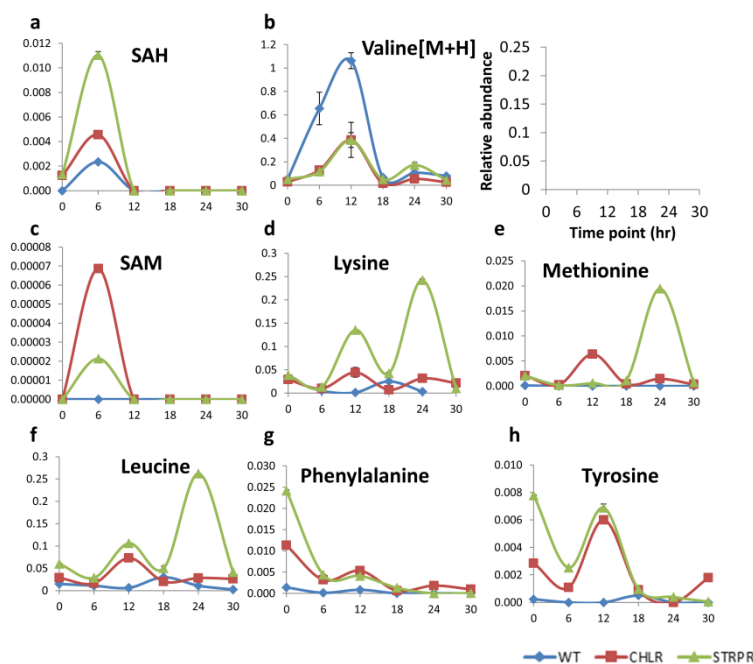 a
SAH
0.012
0.010
0.008
0.006
0.004
0.002
0.000
0 6 12 18 24 30
b
Valine[M+H]
1.2
1
0.8
0.6
0.4
0.2
0
0 6 12 18 24 30
Relative abundance
0.25
0.2
0.15
0.1
0.05
0
0 6 12 18 24 30
Time point (hr)
c
SAM
0.00008
0.00007
0.00006
0.00005
0.00004
0.00003
0.00002
0.00001
0.00000
0 6 12 18 24 30
d
Lysine
0.3
0.25
0.2
0.15
0.1
0.05
0
0 6 12 18 24 30
e
Methionine
0.025
0.020
0.015
0.010
0.005
0.000
0 6 12 18 24 30
f
Leucine
0.3
0.25
0.2
0.15
0.1
0.05
0
0 6 12 18 24 30
g
Phenylalanine
0.030
0.025
0.020
0.015
0.010
0.005
0.000
0 6 12 18 24 30
h
Tyrosine
0.010
0.008
0.006
0.004
0.002
0.000
0 6 12 18 24 30
WT CHLR STRPR